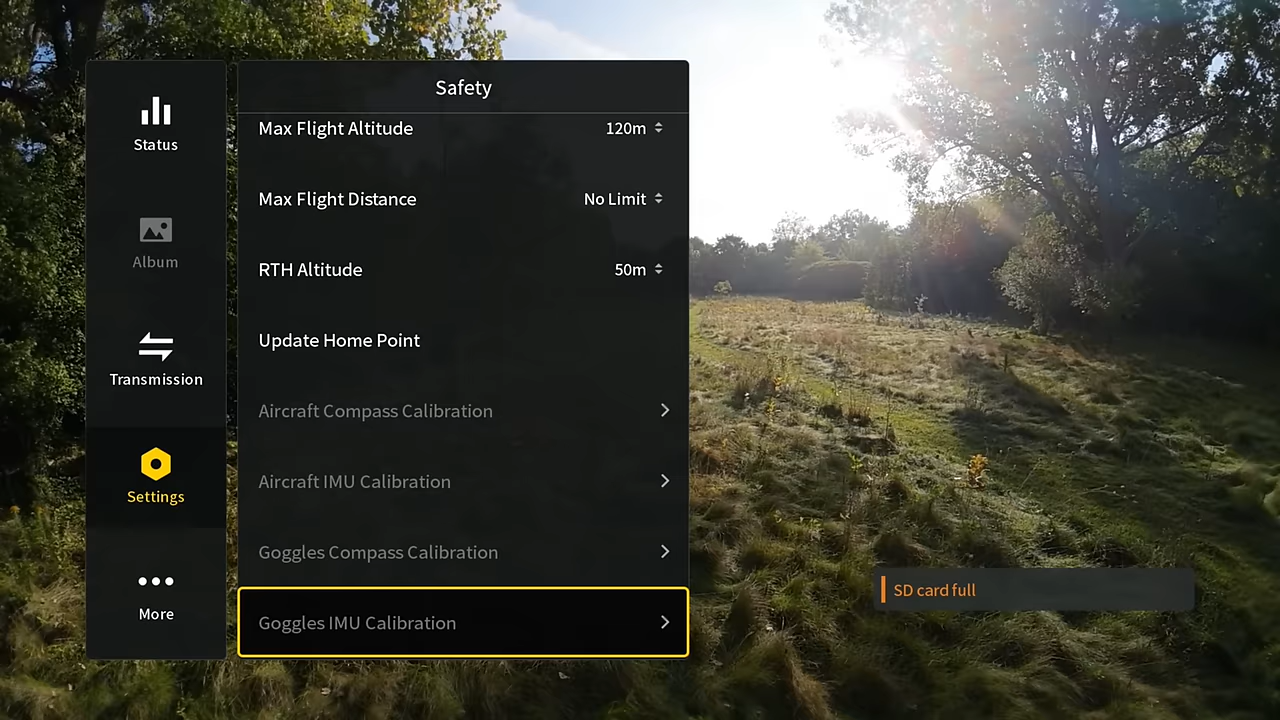 Status
Album
Transmission
Settings
More
Safety
Max Flight Altitude 120m
Max Flight Distance No Limit
RTH Altitude 50m
Update Home Point
Aircraft Compass Calibration
Aircraft IMU Calibration
Goggles Compass Calibration
Goggles IMU Calibration
SD card full